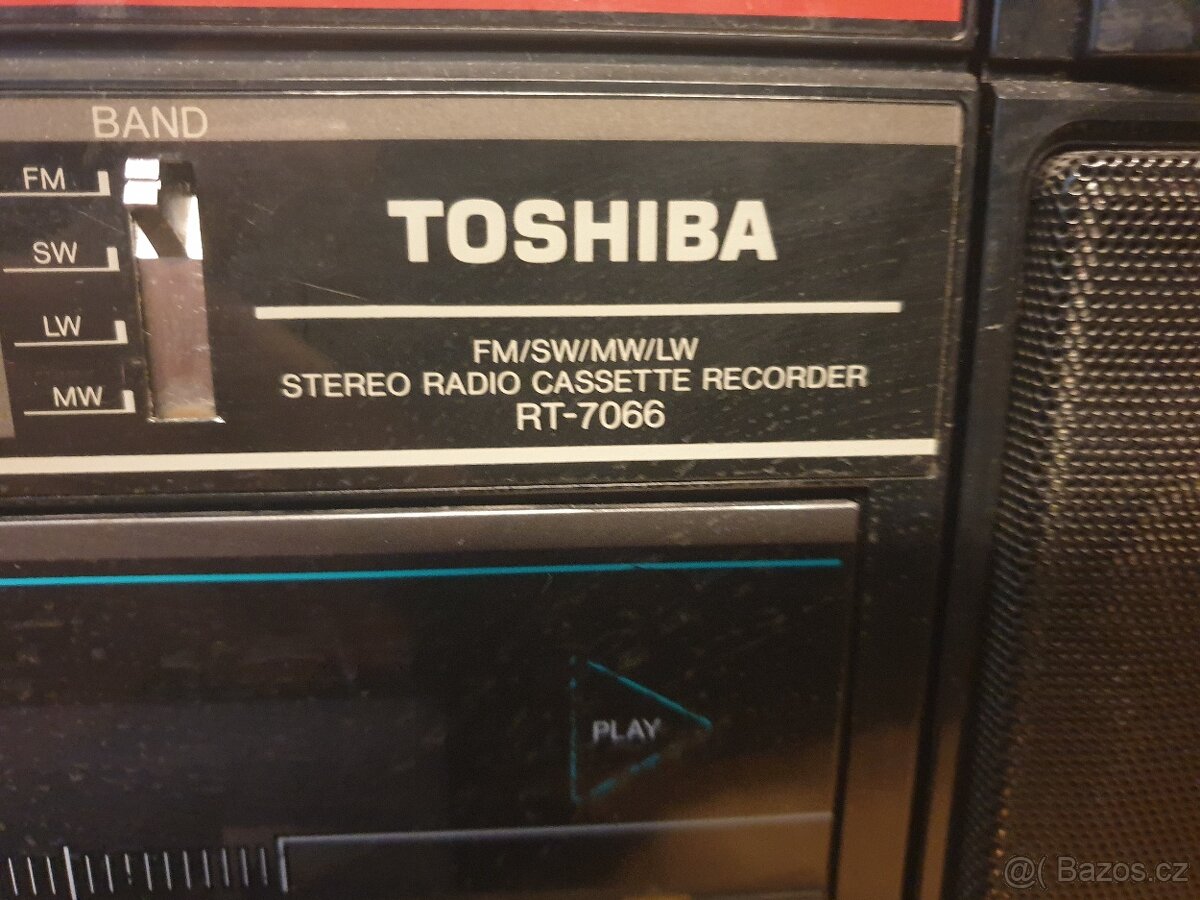 BAND
FM
SW
LW
MW
TOSHIBA
FM/SW/MW/LW
STEREO RADIO CASSETTE RECORDER
RT-7066
PLAY
@( Bazos.cz